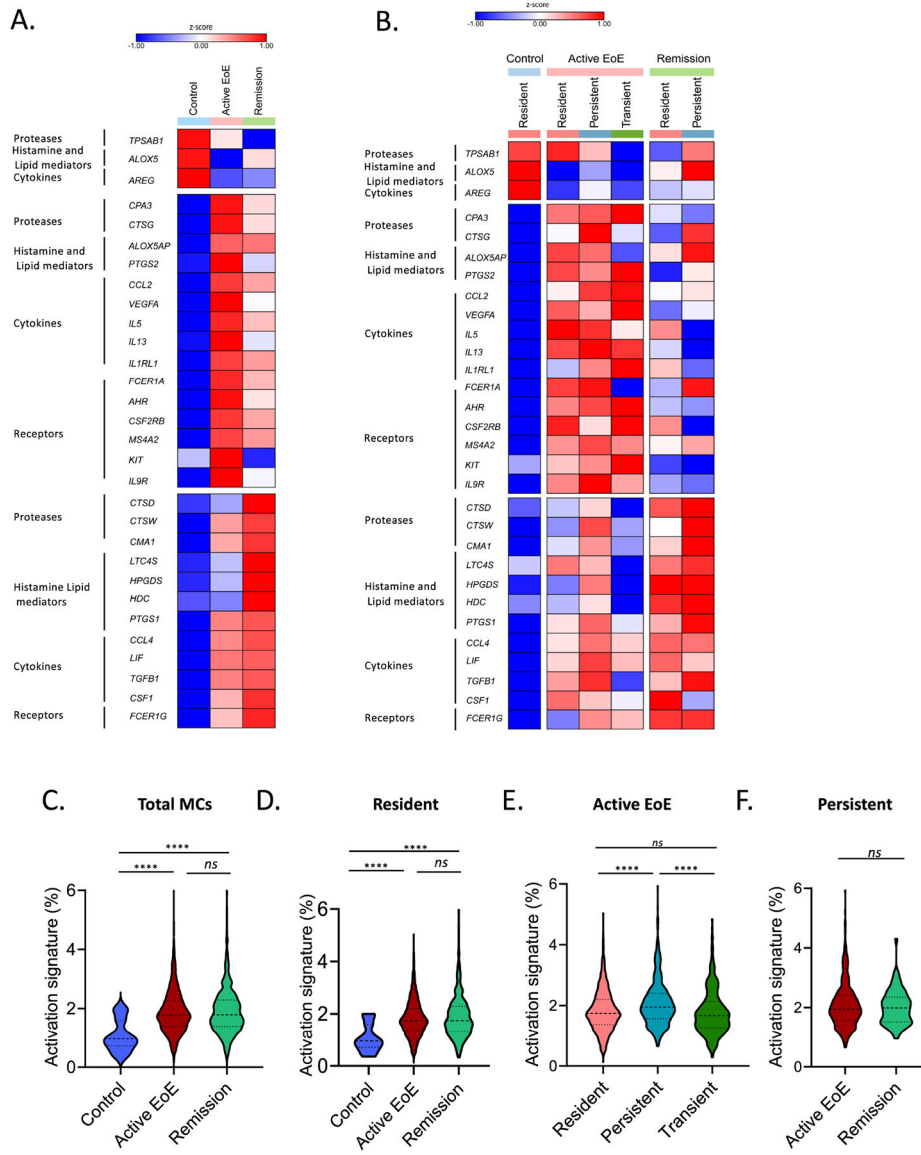 A.
z-score
-1.00 0.00 1.00
Control
Active EoE
Remission
Proteases
Histamine and
Lipid mediators
Cytokines
TPSAB1
ALOX5
AREG
Proteases
Histamine and
Lipid mediators
Cytokines
Receptors
CPA3
CTSG
ALOX5AP
PTGS2
CCL2
VEGFA
IL5
IL13
IL1RL1
FCER1A
AHR
CSF2RB
MS4A2
KIT
IL9R
Proteases
Histamine Lipid
mediators
Cytokines
Receptors
CTSD
CTSW
CMA1
LTC4S
HPGDS
HDC
PTGS1
CCL4
LIF
TGFB1
CSF1
FCER1G
B.
z-score
-1.00 0.00 1.00
Control Active EoE Remission
Resident
Resident
Persistent
Transient
Resident
Persistent
Proteases
Histamine and
Lipid mediators
Cytokines
TPSAB1
ALOX5
AREG
Proteases
Histamine and
Lipid mediators
Cytokines
Receptors
CPA3
CTSG
ALOX5AP
PTGS2
CCL2
VEGFA
IL5
IL13
IL1RL1
FCER1A
AHR
CSF2RB
MS4A2
KIT
IL9R
Proteases
Histamine and
Lipid mediators
Cytokines
Receptors
CTSD
CTSW
CMA1
LTC4S
HPGDS
HDC
PTGS1
CCL4
LIF
TGFB1
CSF1
FCER1G
C.
Total MCs
****
**** ns
Activation signature (%)
6
4
2
0
Control
Active EoE
Remission
D.
Resident
****
**** ns
Activation signature (%)
6
4
2
0
Control
Active EoE
Remission
E.
Active EoE
ns
**** ****
Activation signature (%)
6
4
2
0
Resident
Persistent
Transient
F.
Persistent
ns
Activation signature (%)
6
4
2
0
Active EoE
Remission